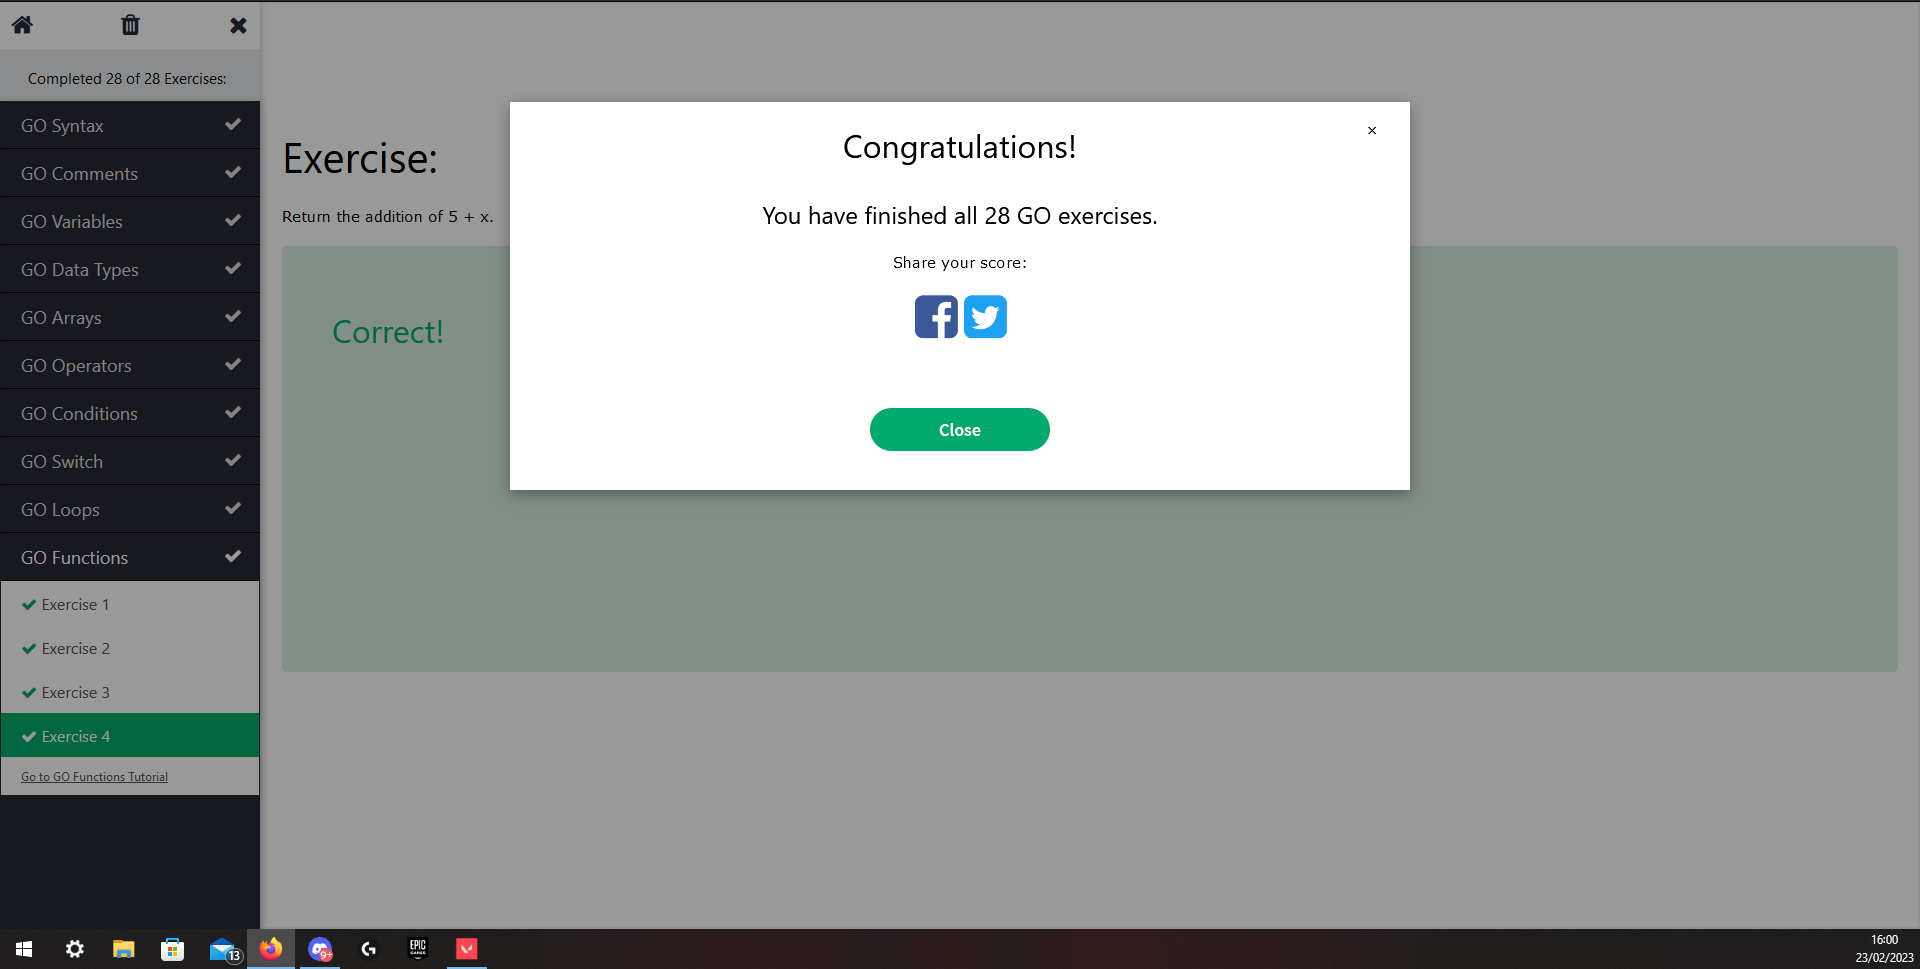 Completed 28 of 28 Exercises:
GO Syntax
GO Comments
GO Variables
GO Data Types
GO Arrays
GO Operators
GO Conditions
GO Switch
GO Loops
GO Functions
Exercise 1
Exercise 2
Exercise 3
Exercise 4
Go to GO Functions Tutorial
Exercise:
Return the addition of 5 + x.
Correct!
×
Congratulations!
You have finished all 28 GO exercises.
Share your score:
Close
13
9+
EPIC
GAMES
16:00
23/02/2023